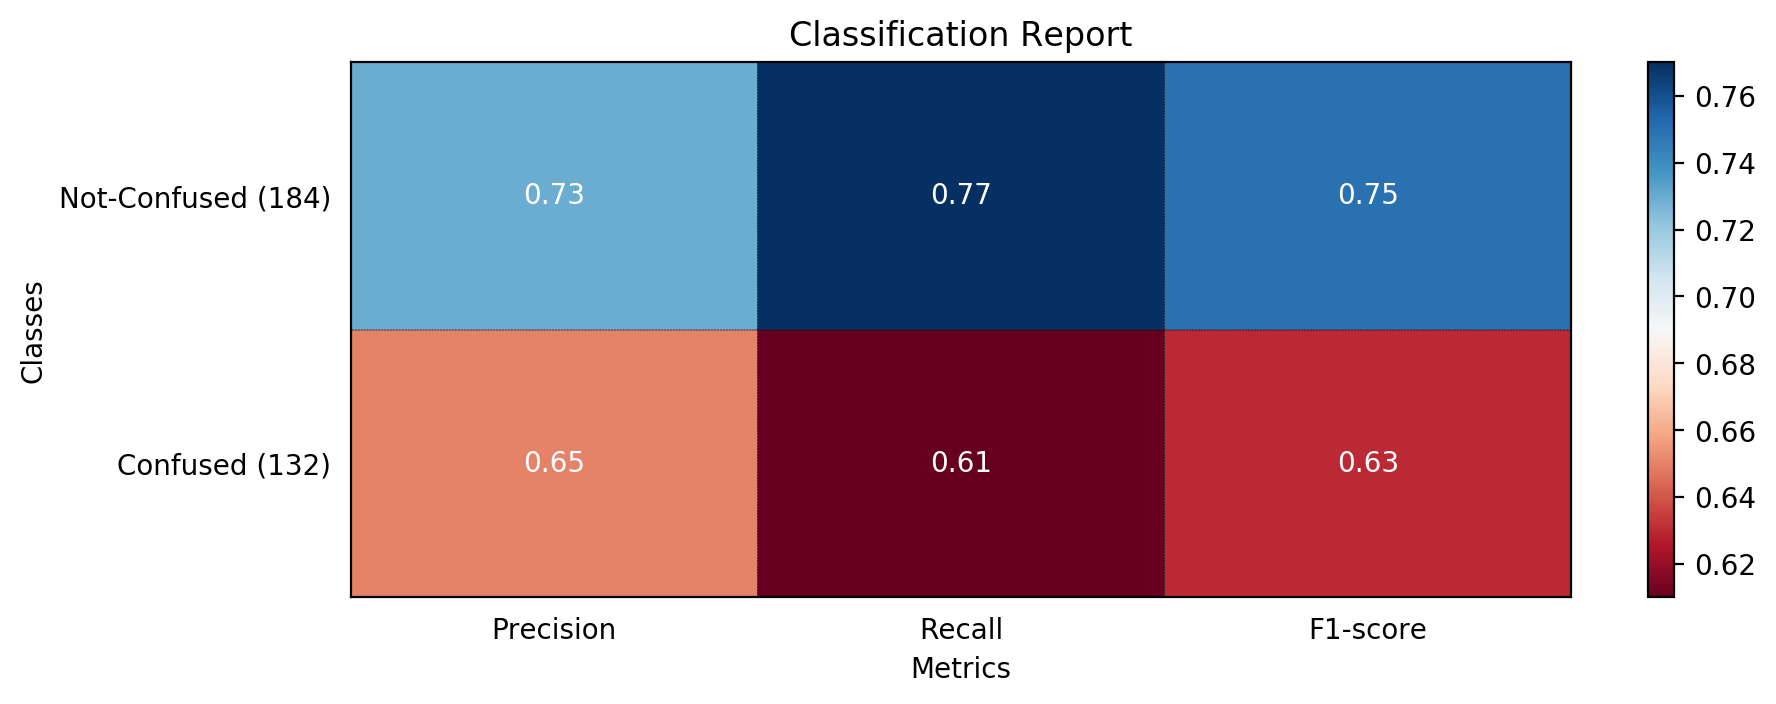 Classification Report
Not-Confused (184)
0.73
0.77
0.75
Confused (132)
0.65
0.61
0.63
Classes
Precision
Recall
F1-score
Metrics
0.76
0.74
0.72
0.70
0.68
0.66
0.64
0.62